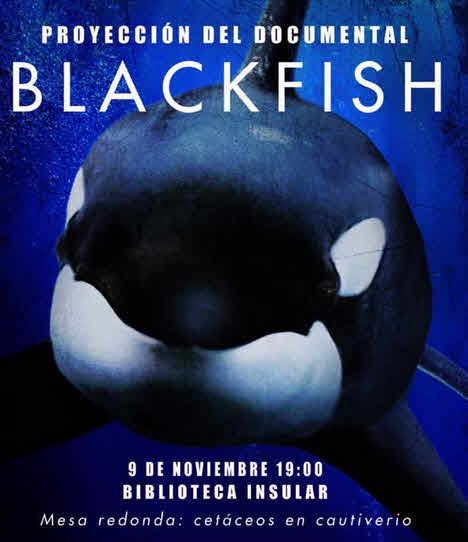 PROYECCIÓN DEL DOCUMENTAL
BLACKFISH
9 DE NOVIEMBRE 19:00
BIBLIOTECA INSULAR
Mesa redonda: cetáceos en cautiverio